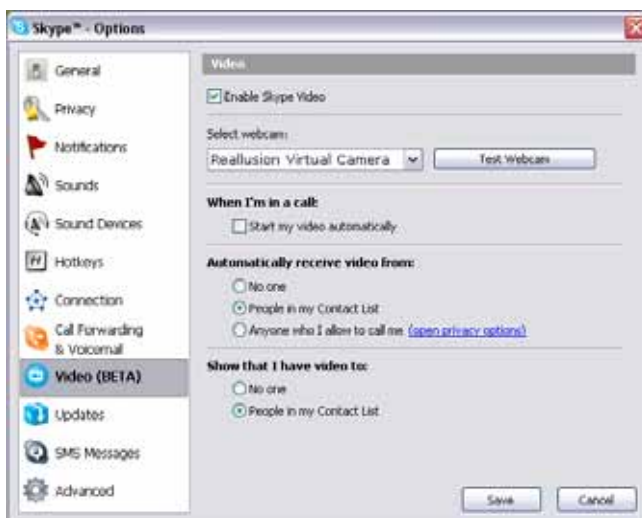 Skype™ - Options
General
Privacy
Notifications
Sounds
Sound Devices
Hotkeys
Connection
Call Forwarding
& Voicemail
Video (BETA)
Updates
SMS Messages
Advanced
Video
Enable Skype Video
Select webcam:
Reallusion Virtual Camera
Test Webcam
When I'm in a call:
Start my video automatically
Automatically receive video from:
No one
People in my Contact List
Anyone who I allow to call me (open privacy options)
Show that I have video to:
No one
People in my Contact List
Save
Cancel